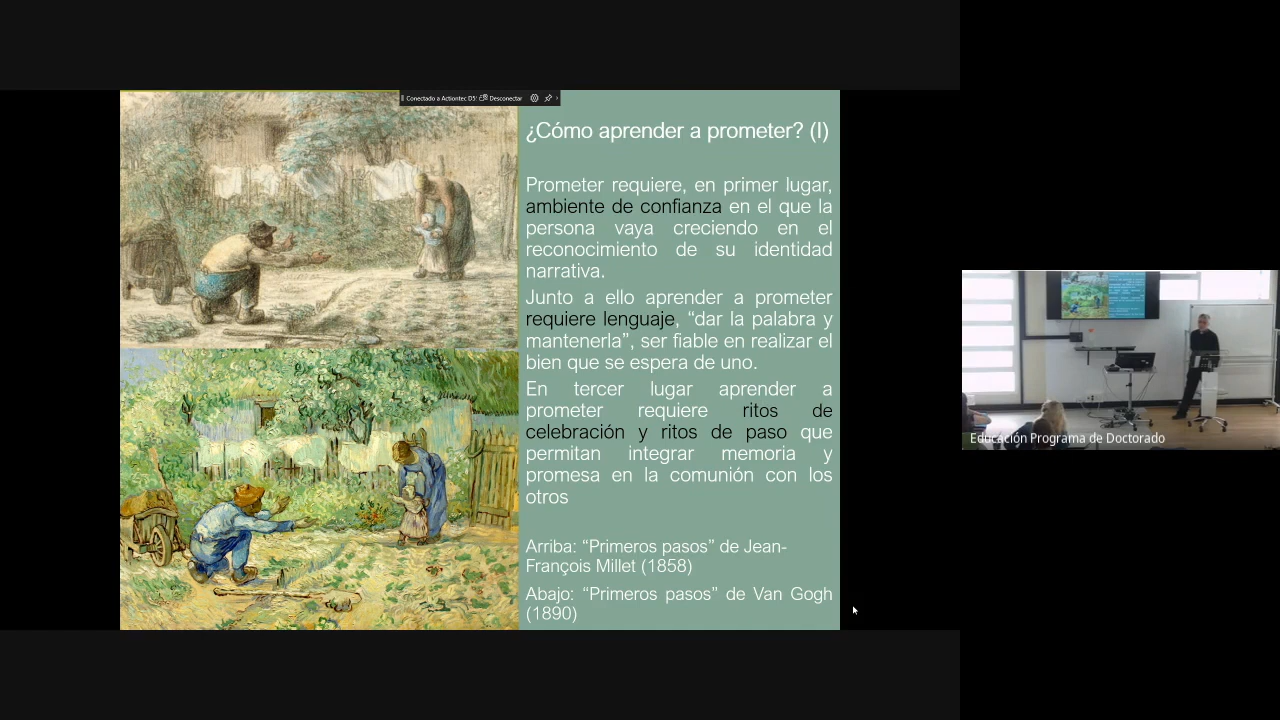 Conectado a Actiontec D5 Desconectar
¿Cómo aprender a prometer? (I)
Prometer requiere, en primer lugar,
ambiente de confianza en el que la
persona vaya creciendo en el
reconocimiento de su identidad
narrativa.
Junto a ello aprender a prometer
requiere lenguaje, “dar la palabra y
mantenerla”, ser fiable en realizar el
bien que se espera de uno.
En tercer lugar aprender a
prometer requiere ritos de
celebración y ritos de paso que
permitan integrar memoria y
promesa en la comunión con los
otros
Arriba: “Primeros pasos” de Jean-
François Millet (1858)
Abajo: “Primeros pasos” de Van Gogh
(1890)
Educación Programa de Doctorado